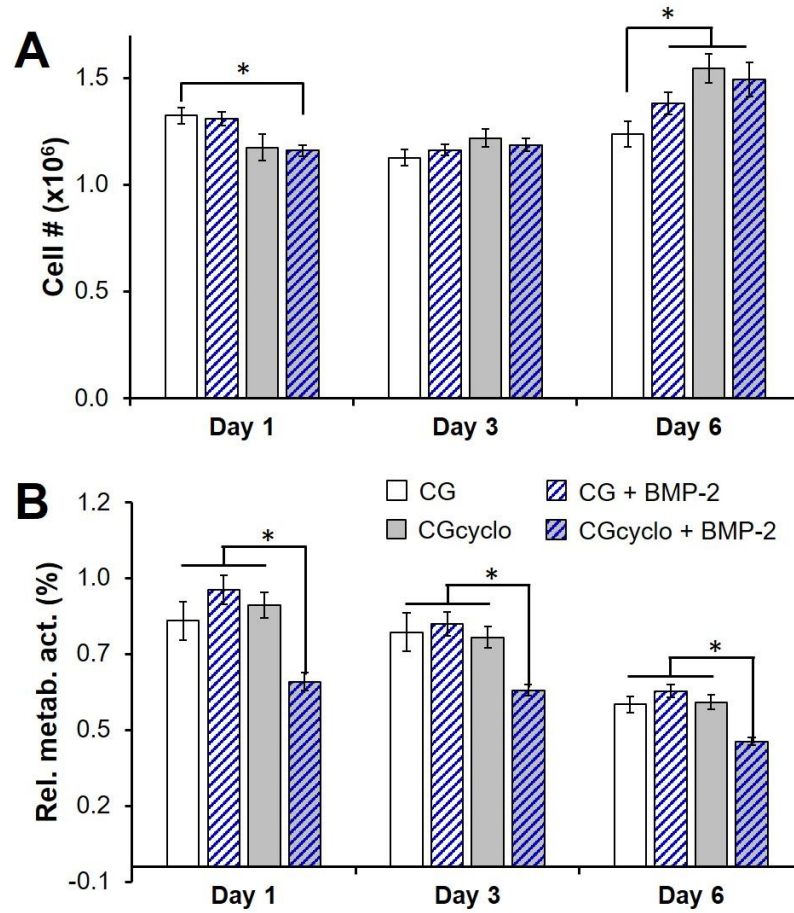 A
*
*
Cell # (x10⁶)
1.5
1.0
0.5
0.0
Day 1 Day 3 Day 6
B
CG CG + BMP-2
CGcyclo CGcyclo + BMP-2
*
*
*
Rel. metab. act. (%)
1.2
1.0
0.7
0.5
0.2
-0.1
Day 1 Day 3 Day 6